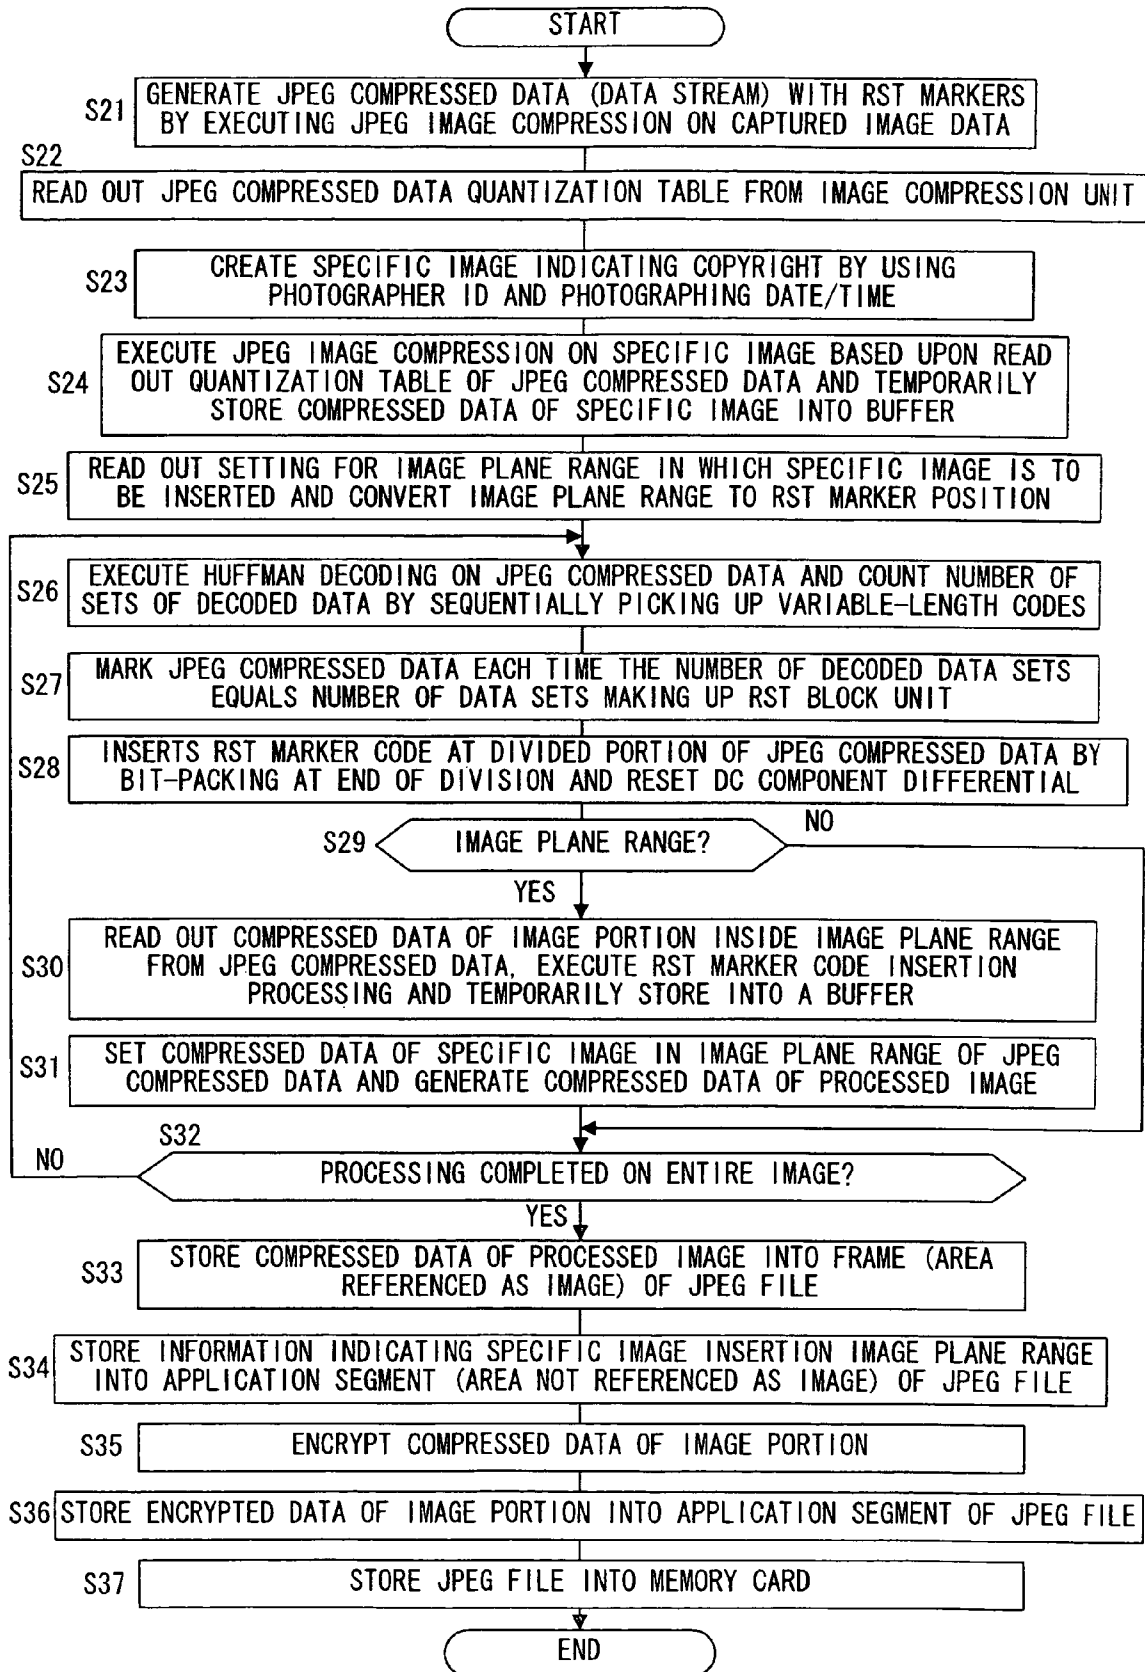 START
S21
GENERATE JPEG COMPRESSED DATA (DATA STREAM) WITH RST MARKERS
BY EXECUTING JPEG IMAGE COMPRESSION ON CAPTURED IMAGE DATA
S22
READ OUT JPEG COMPRESSED DATA QUANTIZATION TABLE FROM IMAGE COMPRESSION UNIT
S23
CREATE SPECIFIC IMAGE INDICATING COPYRIGHT BY USING
PHOTOGRAPHER ID AND PHOTOGRAPHING DATE/TIME
S24
EXECUTE JPEG IMAGE COMPRESSION ON SPECIFIC IMAGE BASED UPON READ
OUT QUANTIZATION TABLE OF JPEG COMPRESSED DATA AND TEMPORARILY
STORE COMPRESSED DATA OF SPECIFIC IMAGE INTO BUFFER
S25
READ OUT SETTING FOR IMAGE PLANE RANGE IN WHICH SPECIFIC IMAGE IS TO
BE INSERTED AND CONVERT IMAGE PLANE RANGE TO RST MARKER POSITION
S26
EXECUTE HUFFMAN DECODING ON JPEG COMPRESSED DATA AND COUNT NUMBER OF
SETS OF DECODED DATA BY SEQUENTIALLY PICKING UP VARIABLE-LENGTH CODES
S27
MARK JPEG COMPRESSED DATA EACH TIME THE NUMBER OF DECODED DATA SETS
EQUALS NUMBER OF DATA SETS MAKING UP RST BLOCK UNIT
S28
INSERTS RST MARKER CODE AT DIVIDED PORTION OF JPEG COMPRESSED DATA BY
BIT-PACKING AT END OF DIVISION AND RESET DC COMPONENT DIFFERENTIAL
S29
IMAGE PLANE RANGE?
NO
YES
S30
READ OUT COMPRESSED DATA OF IMAGE PORTION INSIDE IMAGE PLANE RANGE
FROM JPEG COMPRESSED DATA, EXECUTE RST MARKER CODE INSERTION
PROCESSING AND TEMPORARILY STORE INTO A BUFFER
S31
SET COMPRESSED DATA OF SPECIFIC IMAGE IN IMAGE PLANE RANGE OF JPEG
COMPRESSED DATA AND GENERATE COMPRESSED DATA OF PROCESSED IMAGE
S32
NO
PROCESSING COMPLETED ON ENTIRE IMAGE?
YES
S33
STORE COMPRESSED DATA OF PROCESSED IMAGE INTO FRAME (AREA
REFERENCED AS IMAGE) OF JPEG FILE
S34
STORE INFORMATION INDICATING SPECIFIC IMAGE INSERTION IMAGE PLANE RANGE
INTO APPLICATION SEGMENT (AREA NOT REFERENCED AS IMAGE) OF JPEG FILE
S35
ENCRYPT COMPRESSED DATA OF IMAGE PORTION
S36
STORE ENCRYPTED DATA OF IMAGE PORTION INTO APPLICATION SEGMENT OF JPEG FILE
S37
STORE JPEG FILE INTO MEMORY CARD
END